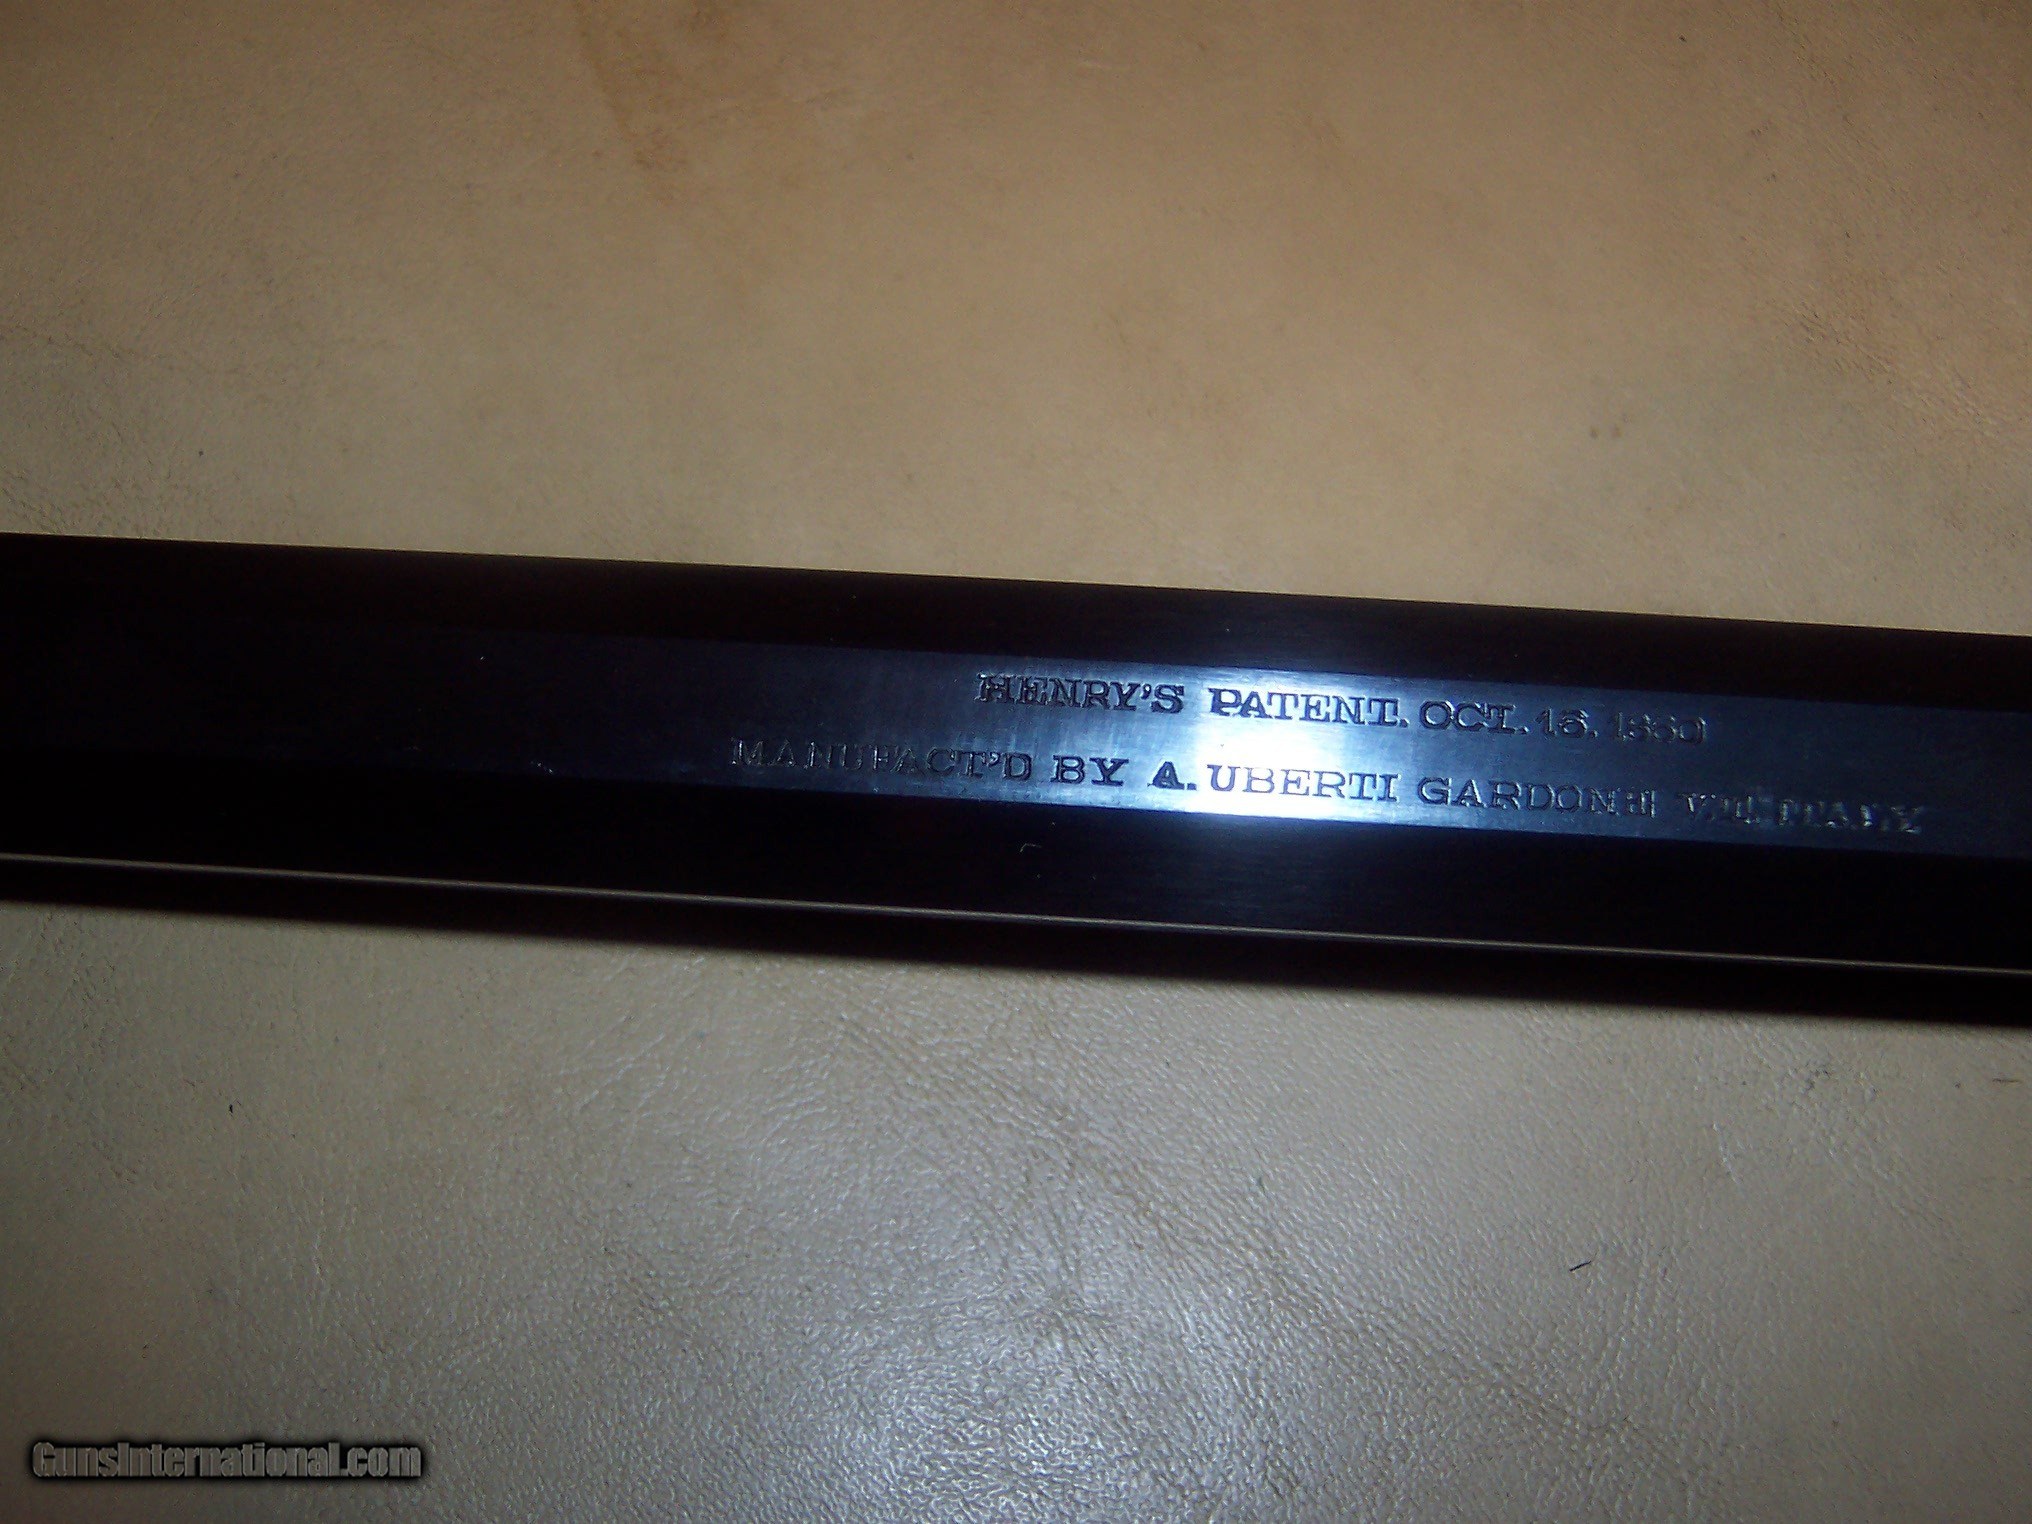 HENRY'S PATENT. OCT. 16. 1860
MANUFACT'D BY A. UBERTI GARDONE V.T. ITALY
GunsInternational.com